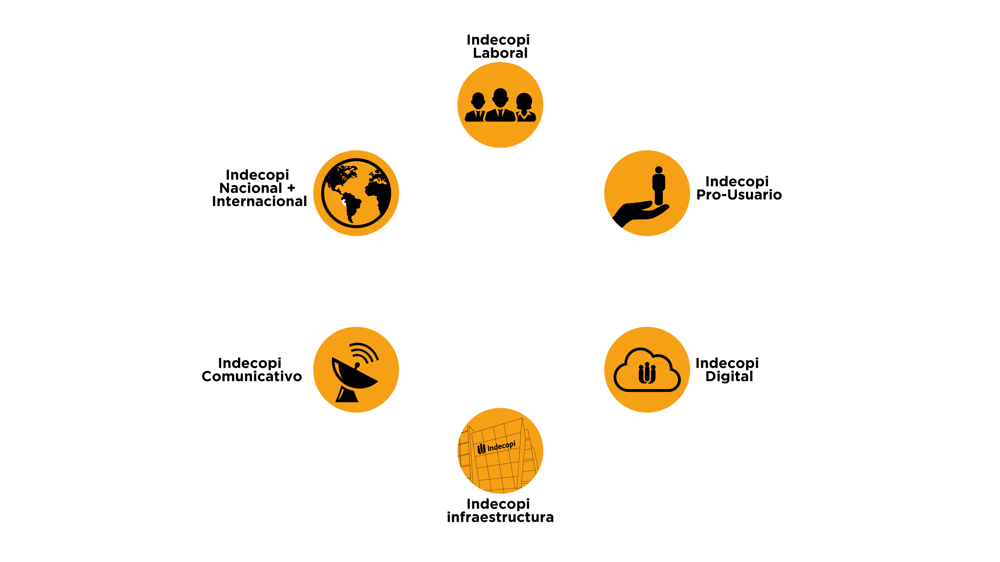 Indecopi
Laboral
Indecopi
Nacional +
Internacional
Indecopi
Pro-Usuario
Indecopi
Comunicativo
Indecopi
Digital
Indecopi
Indecopi
infraestructura